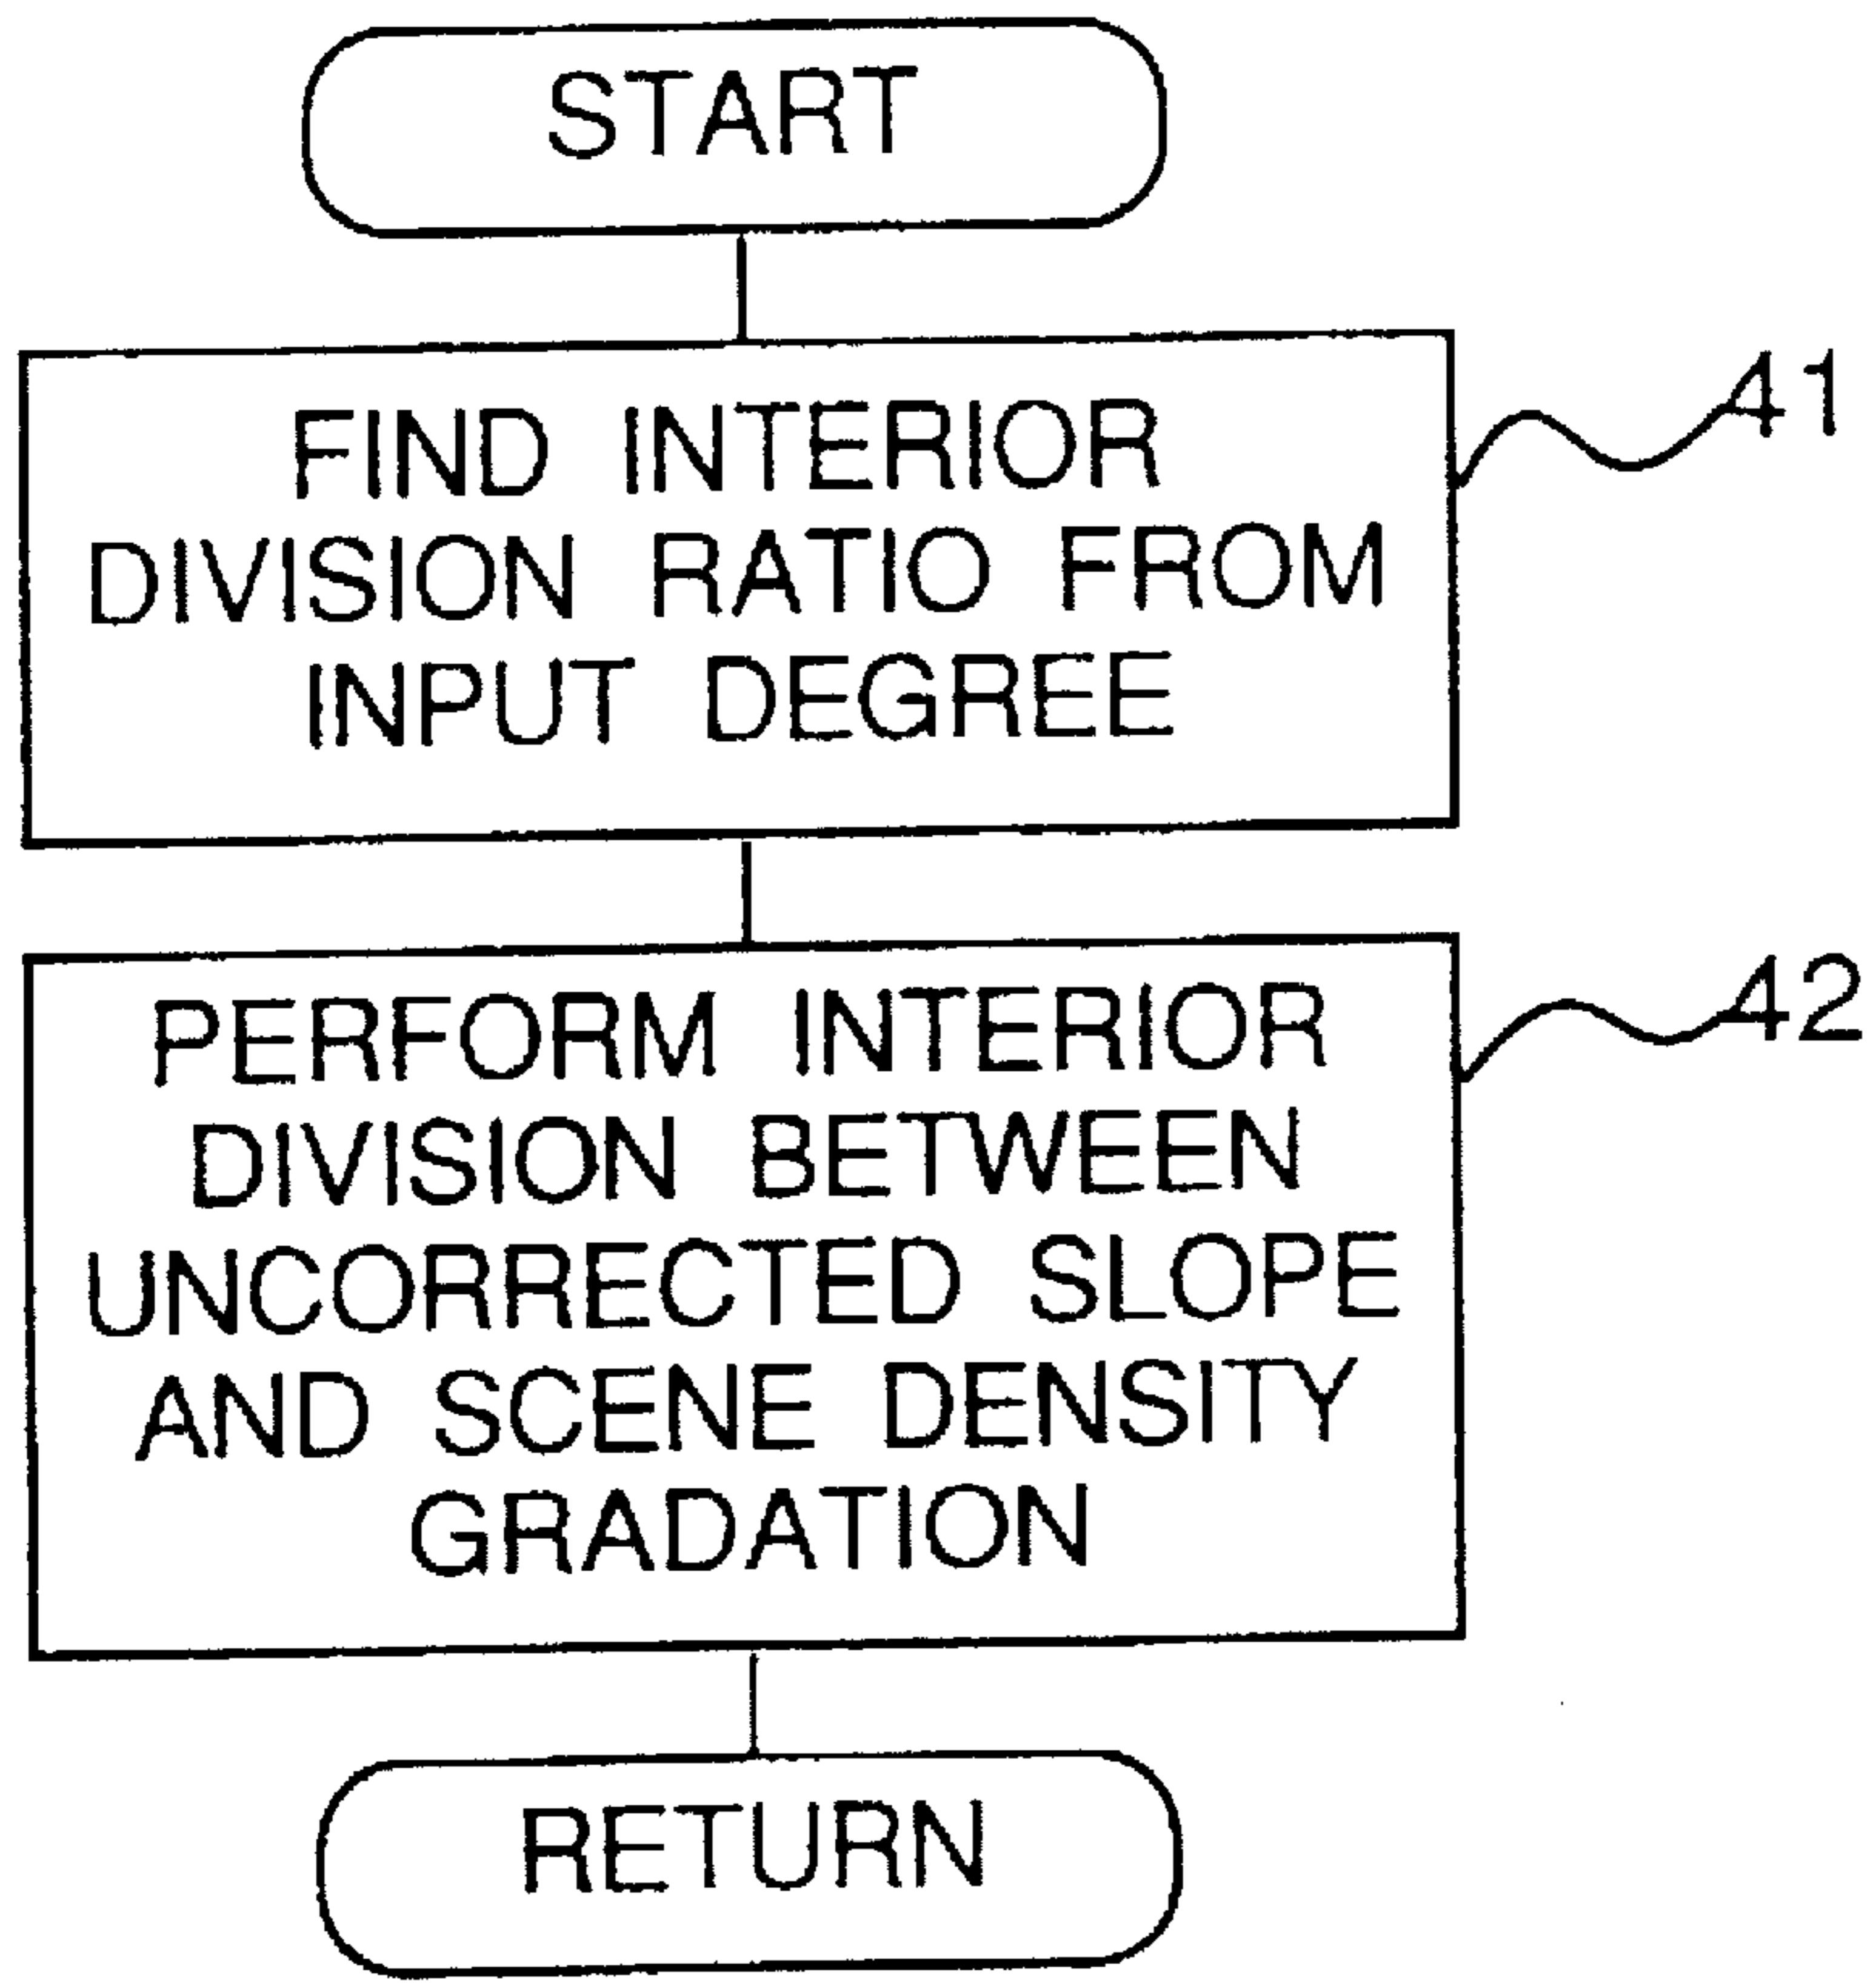 START
FIND INTERIOR
DIVISION RATIO FROM
INPUT DEGREE
41
PERFORM INTERIOR
DIVISION BETWEEN
UNCORRECTED SLOPE
AND SCENE DENSITY
GRADATION
42
RETURN